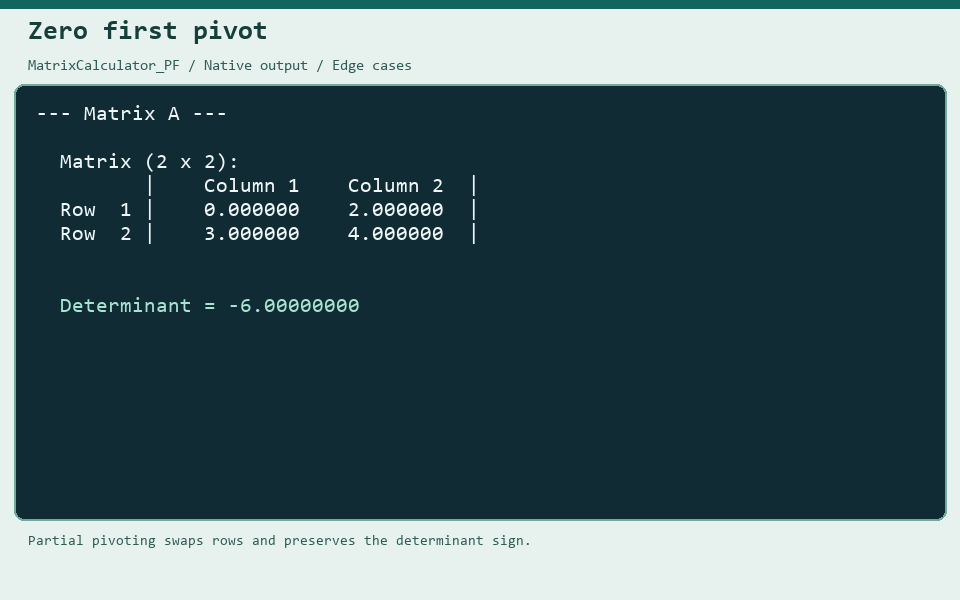 Zero first pivot
MatrixCalculator_PF / Native output / Edge cases
--- Matrix A ---
Matrix (2 x 2):
|    Column 1    Column 2  |
Row  1 |    0.000000    2.000000  |
Row  2 |    3.000000    4.000000  |
Determinant = -6.00000000
Partial pivoting swaps rows and preserves the determinant sign.